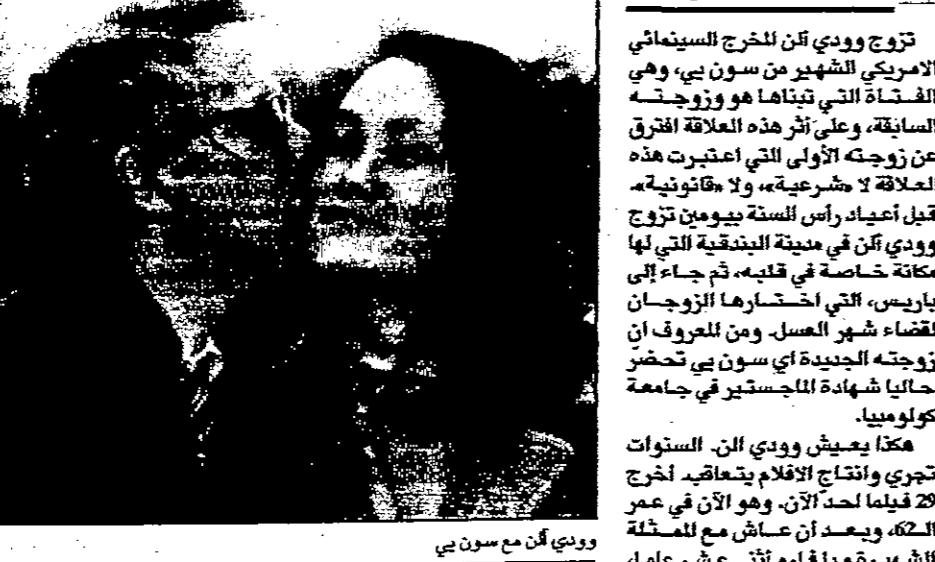 تزوج وودي آلن المخرج السينمائي
الامريكي الشهير من سون يي، وهي
الفتاة التي تبناها هو وزوجته
السابقة، وعلى أثر هذه العلاقة افترق
عن زوجته الأولى التي اعتبرت هذه
العلاقة لا «شرعية»، ولا «قانونية».
قبل أعياد رأس السنة بيومين تزوج
وودي آلن في مدينة البندقية التي لها
مكانة خاصة في قلبه، ثم جاء إلى
باريس، التي اختارها الزوجان
لقضاء شهر العسل. ومن المعروف ان
زوجته الجديدة اي سون يي تحضر
حاليا شهادة الماجستير في جامعة
كولومبيا.
هكذا يعيش وودي الن. السنوات
تجري وانتاج الافلام يتعاقب. اخرج
29 فيلما لحد الآن. وهو الآن في عمر
الـ62، وبعد أن عاش مع الممثلة
عاما،
وودي آلن مع سون يي